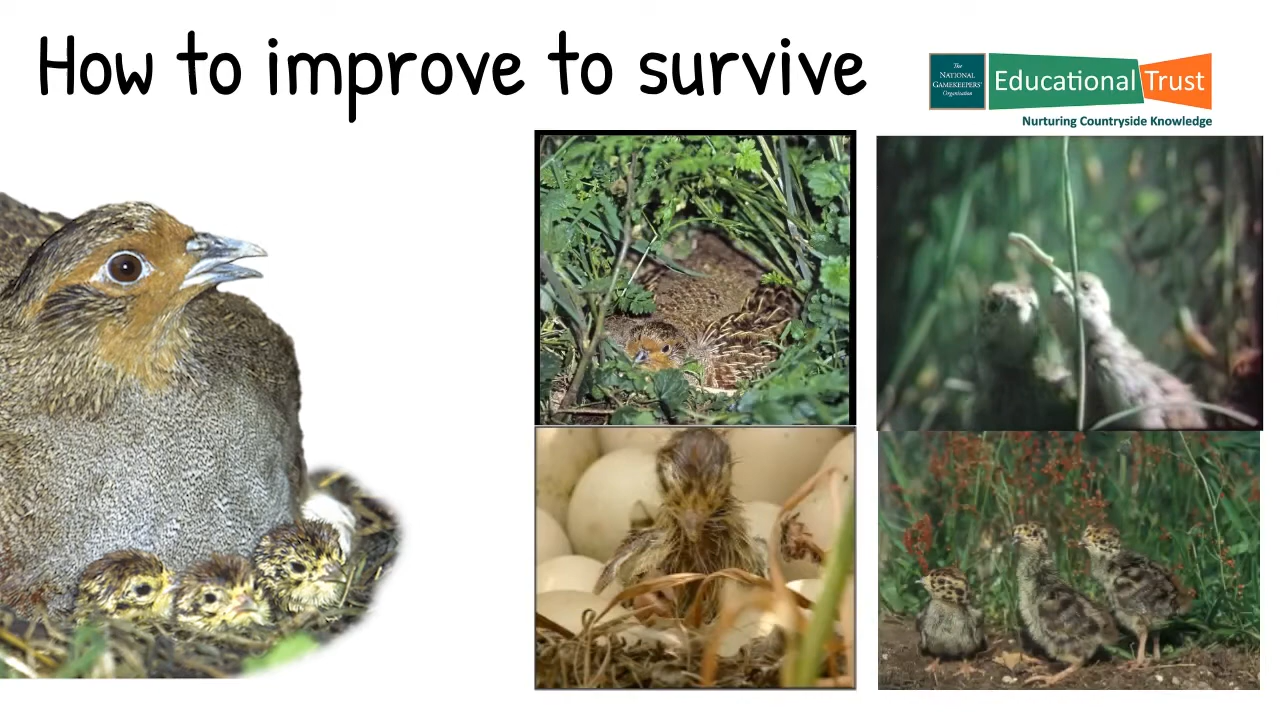 How to improve to survive
The
NATIONAL
GAMEKEEPERS'
Organisation
Educational Trust
Nurturing Countryside Knowledge